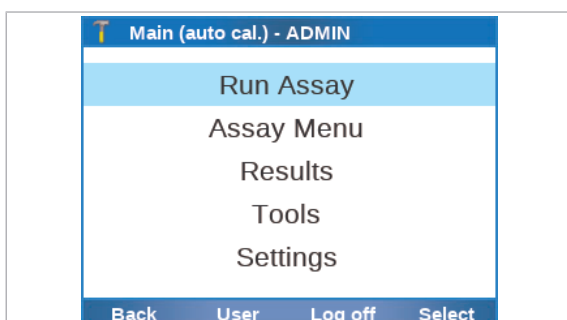 Main (auto cal.) - ADMIN
Run Assay
Assay Menu
Results
Tools
Settings
Back User Log off Select